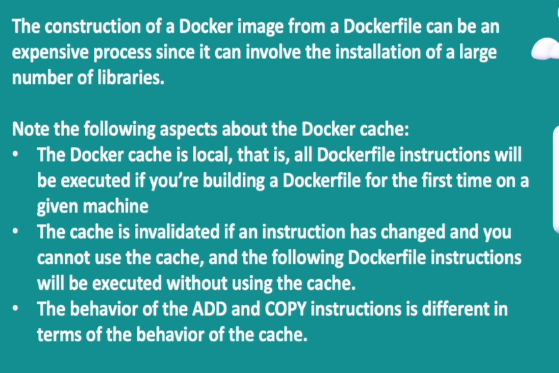 The construction of a Docker image from a Dockerfile can be an
expensive process since it can involve the installation of a large
number of libraries.
Note the following aspects about the Docker cache:
• The Docker cache is local, that is, all Dockerfile instructions will
be executed if you're building a Dockerfile for the first time on a
given machine
• The cache is invalidated if an instruction has changed and you
cannot use the cache, and the following Dockerfile instructions
will be executed without using the cache.
• The behavior of the ADD and COPY instructions is different in
terms of the behavior of the cache.